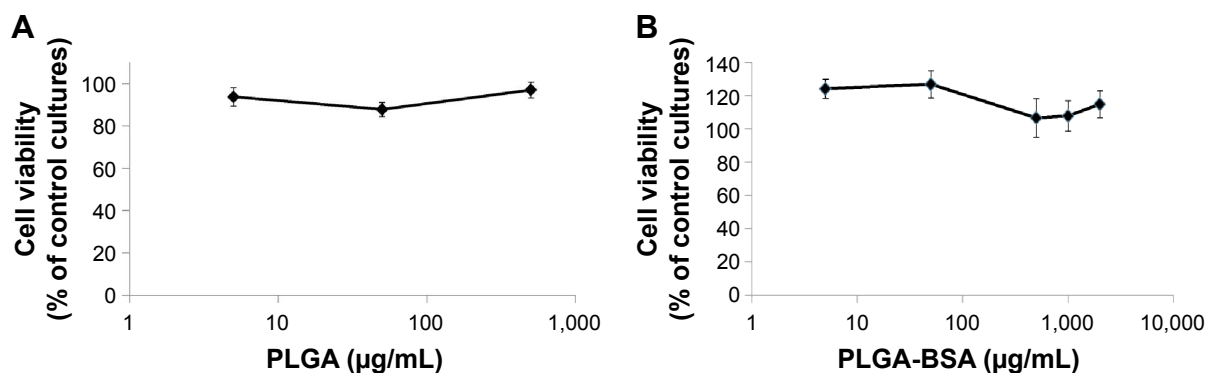 A
Cell viability
(% of control cultures)
100
80
60
40
20
0
1
10
100
1,000
PLGA (µg/mL)
B
Cell viability
(% of control cultures)
140
120
100
80
60
40
20
0
1
10
100
1,000
10,000
PLGA-BSA (µg/mL)